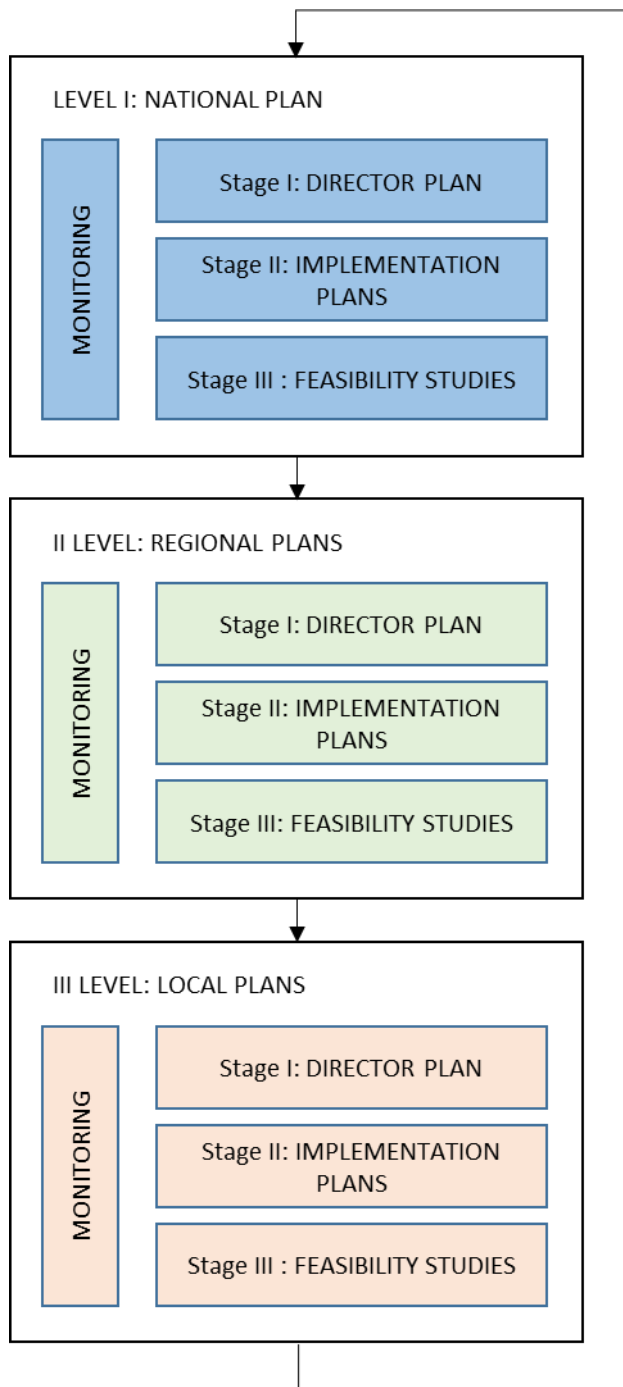 LEVEL I: NATIONAL PLAN
MONITORING
Stage I: DIRECTOR PLAN
Stage II: IMPLEMENTATION
PLANS
Stage III : FEASIBILITY STUDIES
II LEVEL: REGIONAL PLANS
MONITORING
Stage I: DIRECTOR PLAN
Stage II: IMPLEMENTATION
PLANS
Stage III: FEASIBILITY STUDIES
III LEVEL: LOCAL PLANS
MONITORING
Stage I: DIRECTOR PLAN
Stage II: IMPLEMENTATION
PLANS
Stage III : FEASIBILITY STUDIES